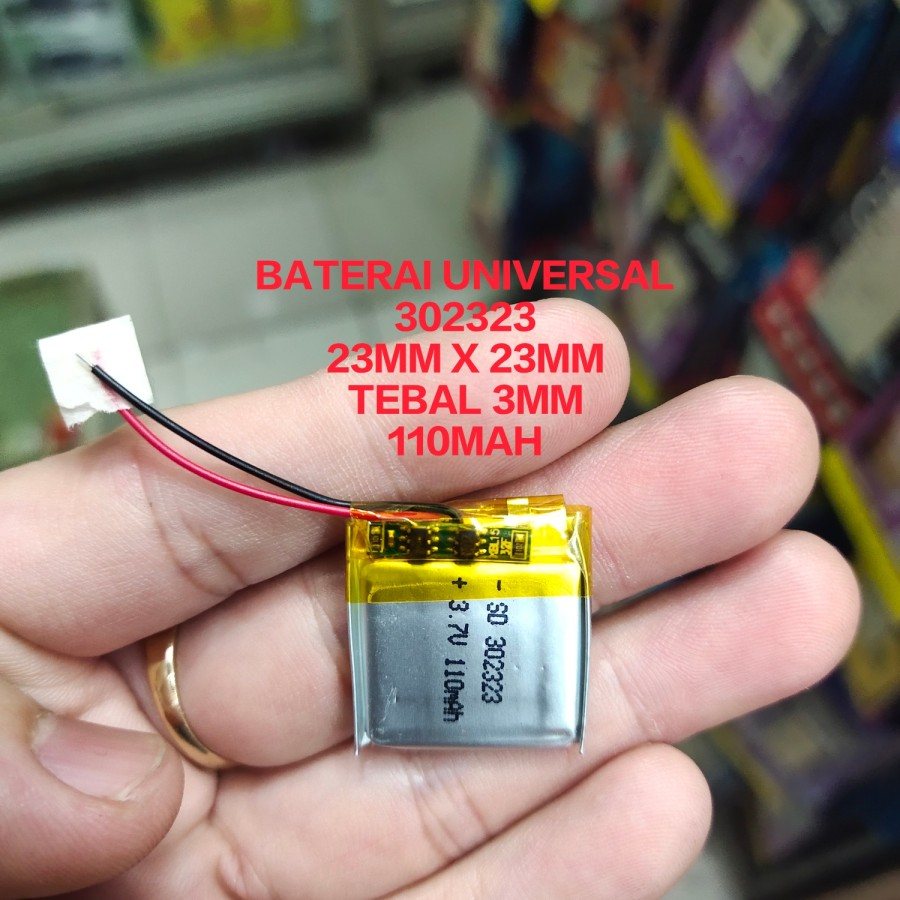 BATERAI UNIVERSAL
302323
23MM X 23MM
TEBAL 3MM
110MAH
- SD 302323
+ 3.7V 110mAh